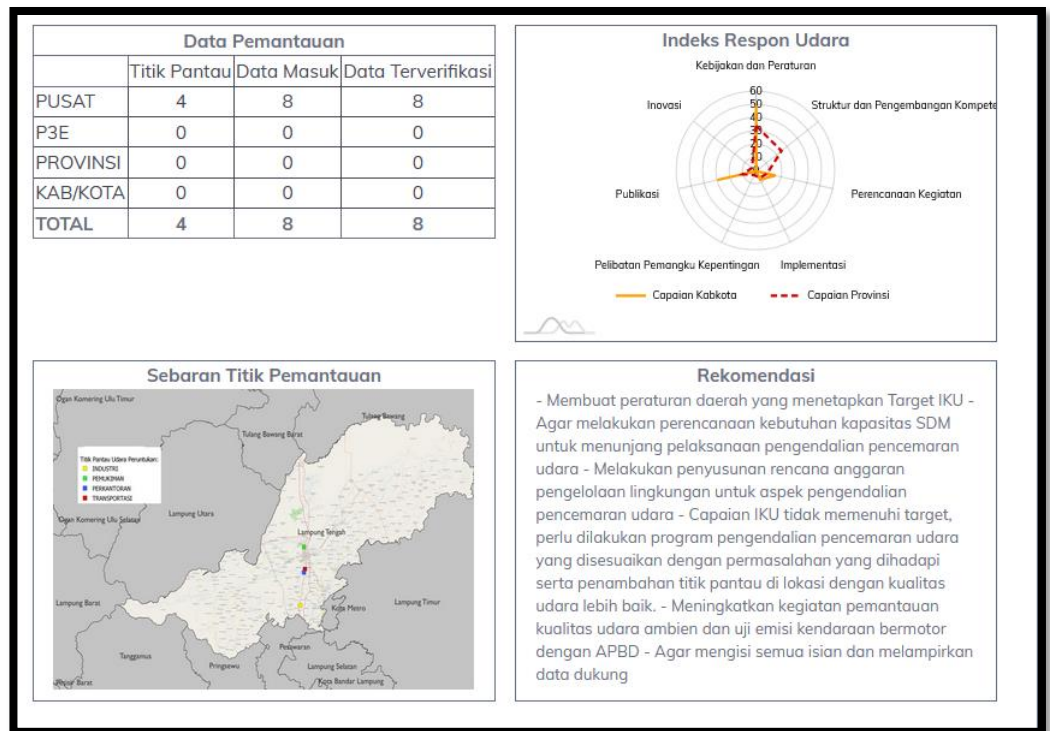 Data Pemantauan
Titik Pantau Data Masuk Data Terverifikasi
PUSAT 4 8 8
P3E 0 0 0
PROVINSI 0 0 0
KAB/KOTA 0 0 0
TOTAL 4 8 8
Indeks Respon Udara
Kebijakan dan Peraturan
60
50
40
30
20
10
Inovasi
Struktur dan Pengembangan Kompete
Publikasi
Perencanaan Kegiatan
Pelibatan Pemangku Kepentingan
Implementasi
Capaian Kabkota
Capaian Provinsi
Sebaran Titik Pemantauan
Ogan Komering Ulu Timur
Tulang Bawang
Tulang Bawang Barat
Titik Pantau Udara Peruntukan:
INDUSTRI
PEMUKIMAN
PERKANTORAN
TRANSPORTASI
Ogan Komering Ulu Selatan
Lampung Utara
Lampung Tengah
Lampung Barat
Kota Metro
Lampung Timur
Tanggamus
Pringsewu
Pesawaran
Lampung Selatan
Kota Bandar Lampung
Pesisir Barat
Rekomendasi
- Membuat peraturan daerah yang menetapkan Target IKU -
Agar melakukan perencanaan kebutuhan kapasitas SDM
untuk menunjang pelaksanaan pengendalian pencemaran
udara - Melakukan penyusunan rencana anggaran
pengelolaan lingkungan untuk aspek pengendalian
pencemaran udara - Capaian IKU tidak memenuhi target,
perlu dilakukan program pengendalian pencemaran udara
yang disesuaikan dengan permasalahan yang dihadapi
serta penambahan titik pantau di lokasi dengan kualitas
udara lebih baik. - Meningkatkan kegiatan pemantauan
kualitas udara ambien dan uji emisi kendaraan bermotor
dengan APBD - Agar mengisi semua isian dan melampirkan
data dukung